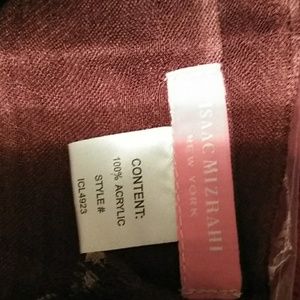 ISAAC MIZRAHI
NEW YORK
CONTENT:
100% ACRYLIC
STYLE#
ICL4923